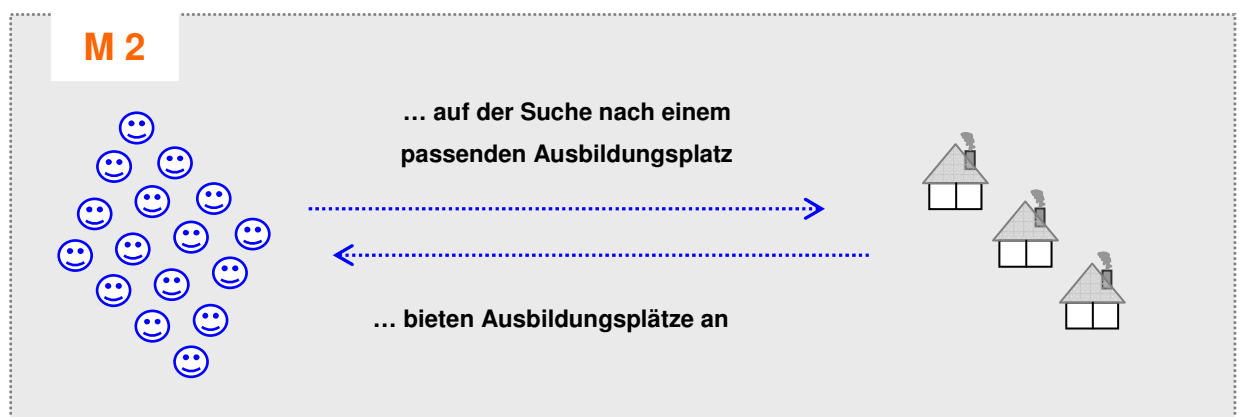 M 2
... auf der Suche nach einem
passenden Ausbildungsplatz
... bieten Ausbildungsplätze an